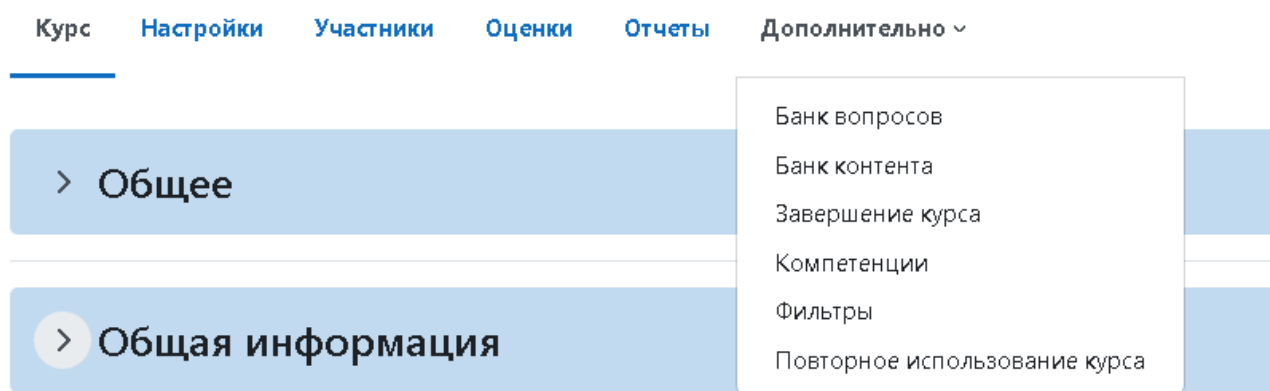 Курс Настройки Участники Оценки Отчеты Дополнительно
Банк вопросов
Банк контента
Общее
Завершение курса
Компетенции
Фильтры
Общая информация
Повторное использование курса